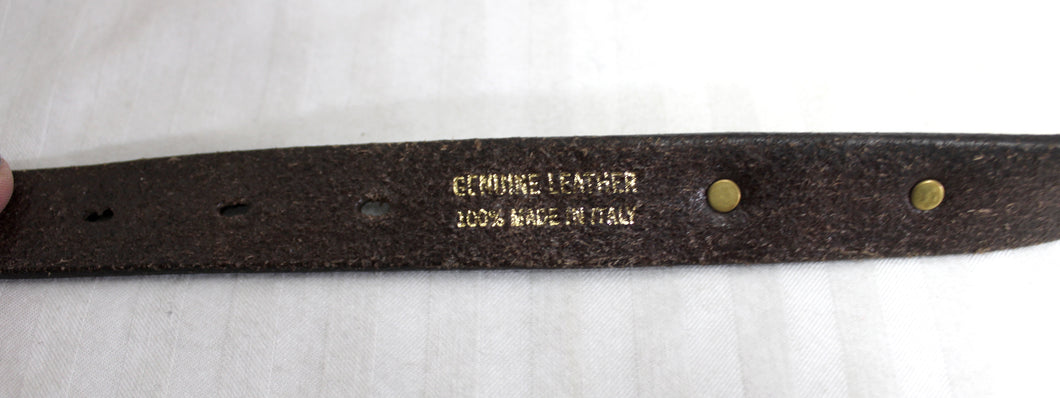 GENUINE LEATHER
100% MADE IN ITALY